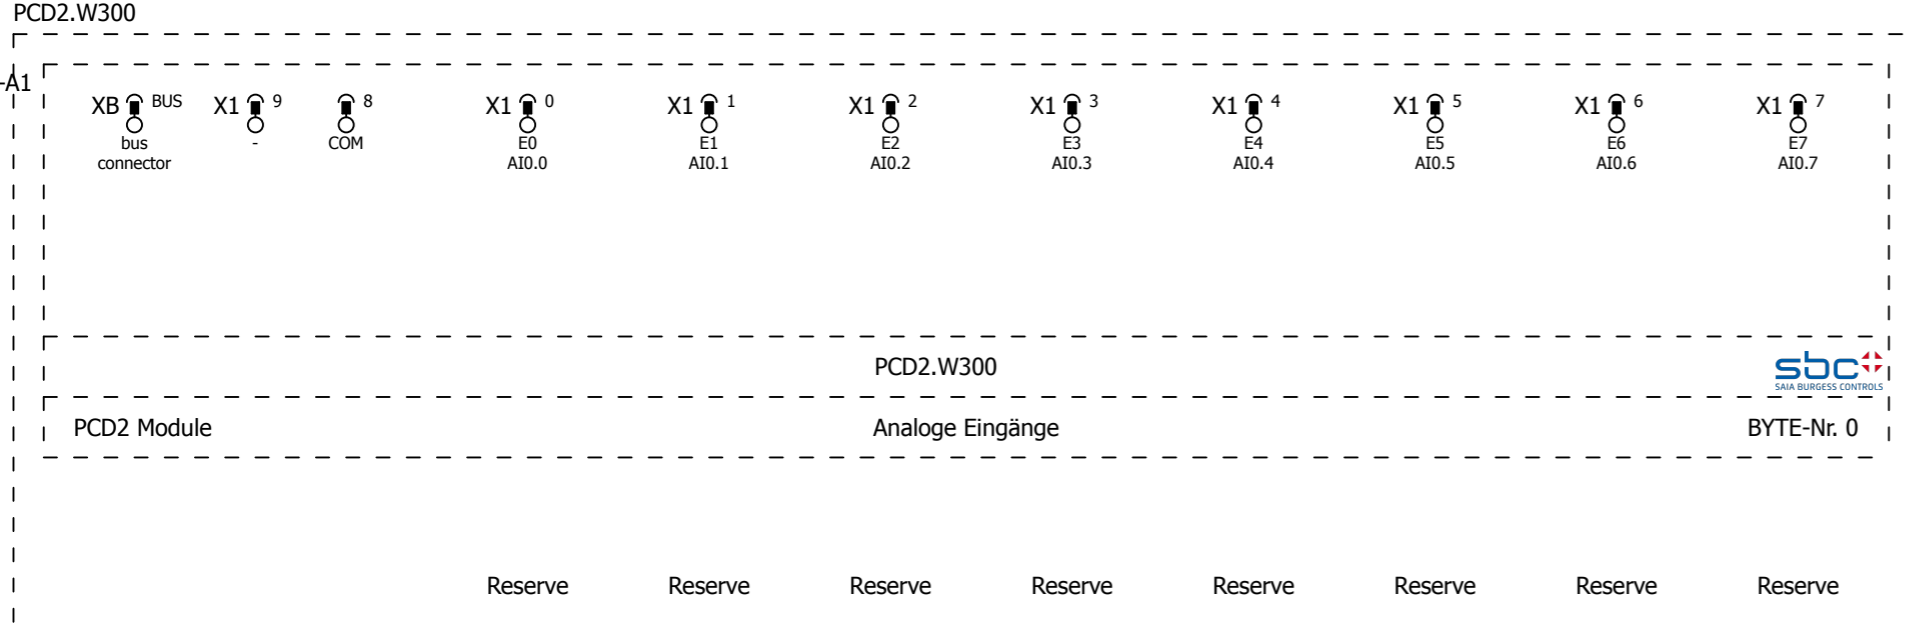 PCD2.W300
-A1
XB BUS X1 9 8 X1 0 X1 1 X1 2 X1 3 X1 4 X1 5 X1 6 X1 7
bus - COM E0 E1 E2 E3 E4 E5 E6 E7
connector AI0.0 AI0.1 AI0.2 AI0.3 AI0.4 AI0.5 AI0.6 AI0.7
PCD2.W300
sbc
SAIA BURGESS CONTROLS
PCD2 Module Analoge Eingänge BYTE-Nr. 0
Reserve Reserve Reserve Reserve Reserve Reserve Reserve Reserve